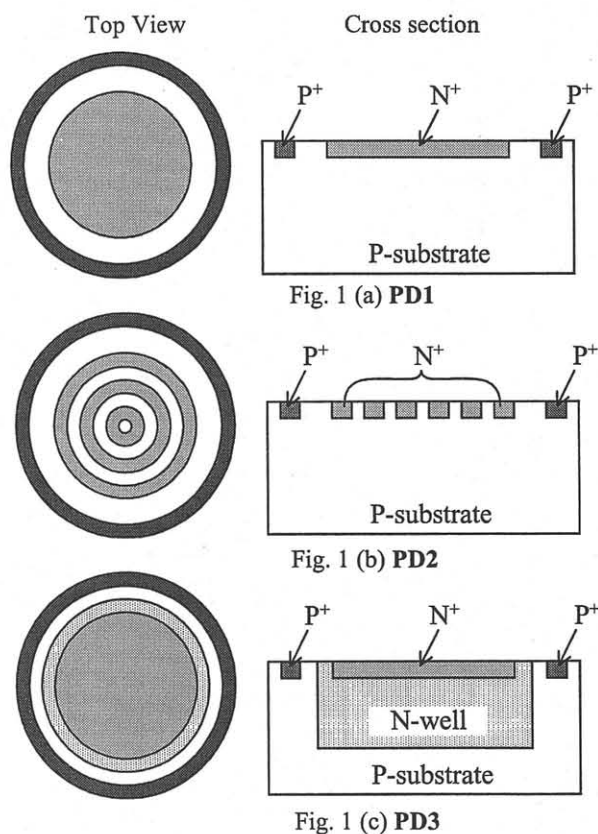 Top View Cross section
P+ N+ P+
P-substrate
Fig. 1 (a) PD1
P+ N+ P+
P-substrate
Fig. 1 (b) PD2
P+ N+ P+
N-well
P-substrate
Fig. 1 (c) PD3